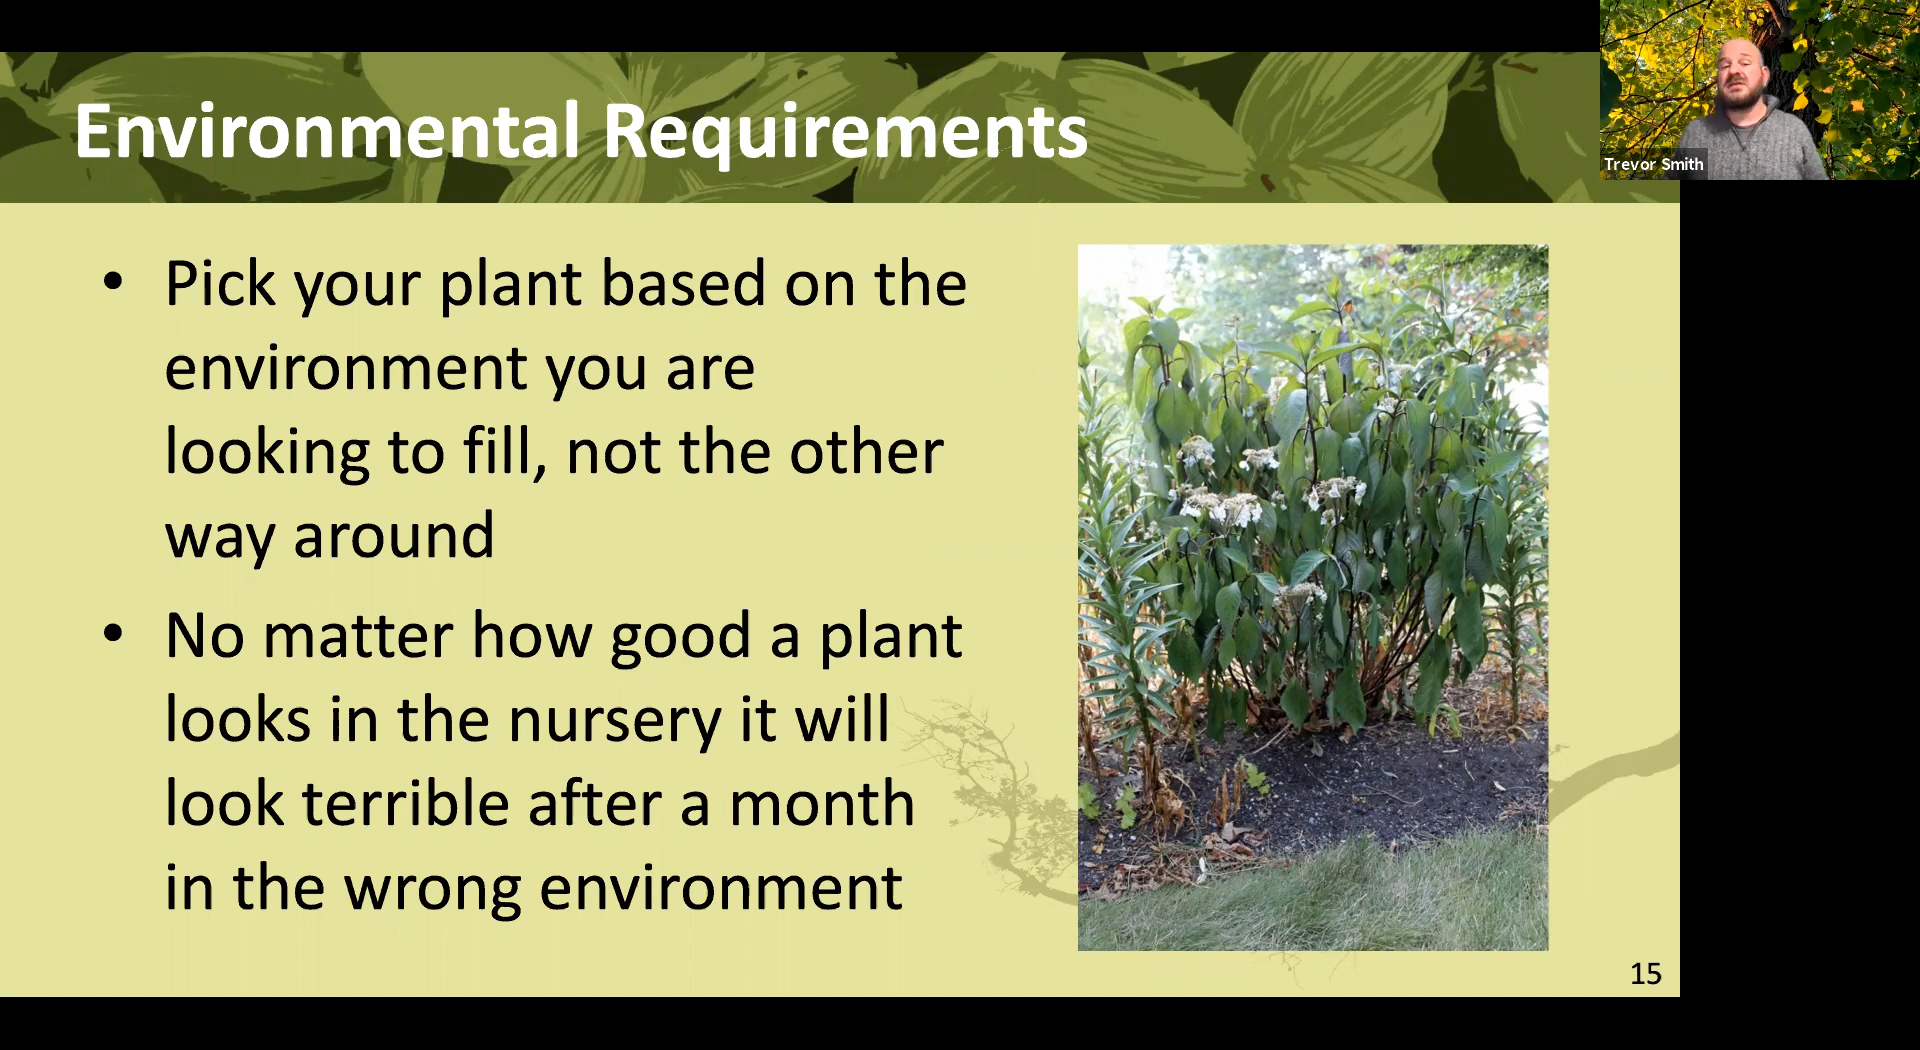 Environmental Requirements
Trevor Smith
• Pick your plant based on the
environment you are
looking to fill, not the other
way around
• No matter how good a plant
looks in the nursery it will
look terrible after a month
in the wrong environment
15